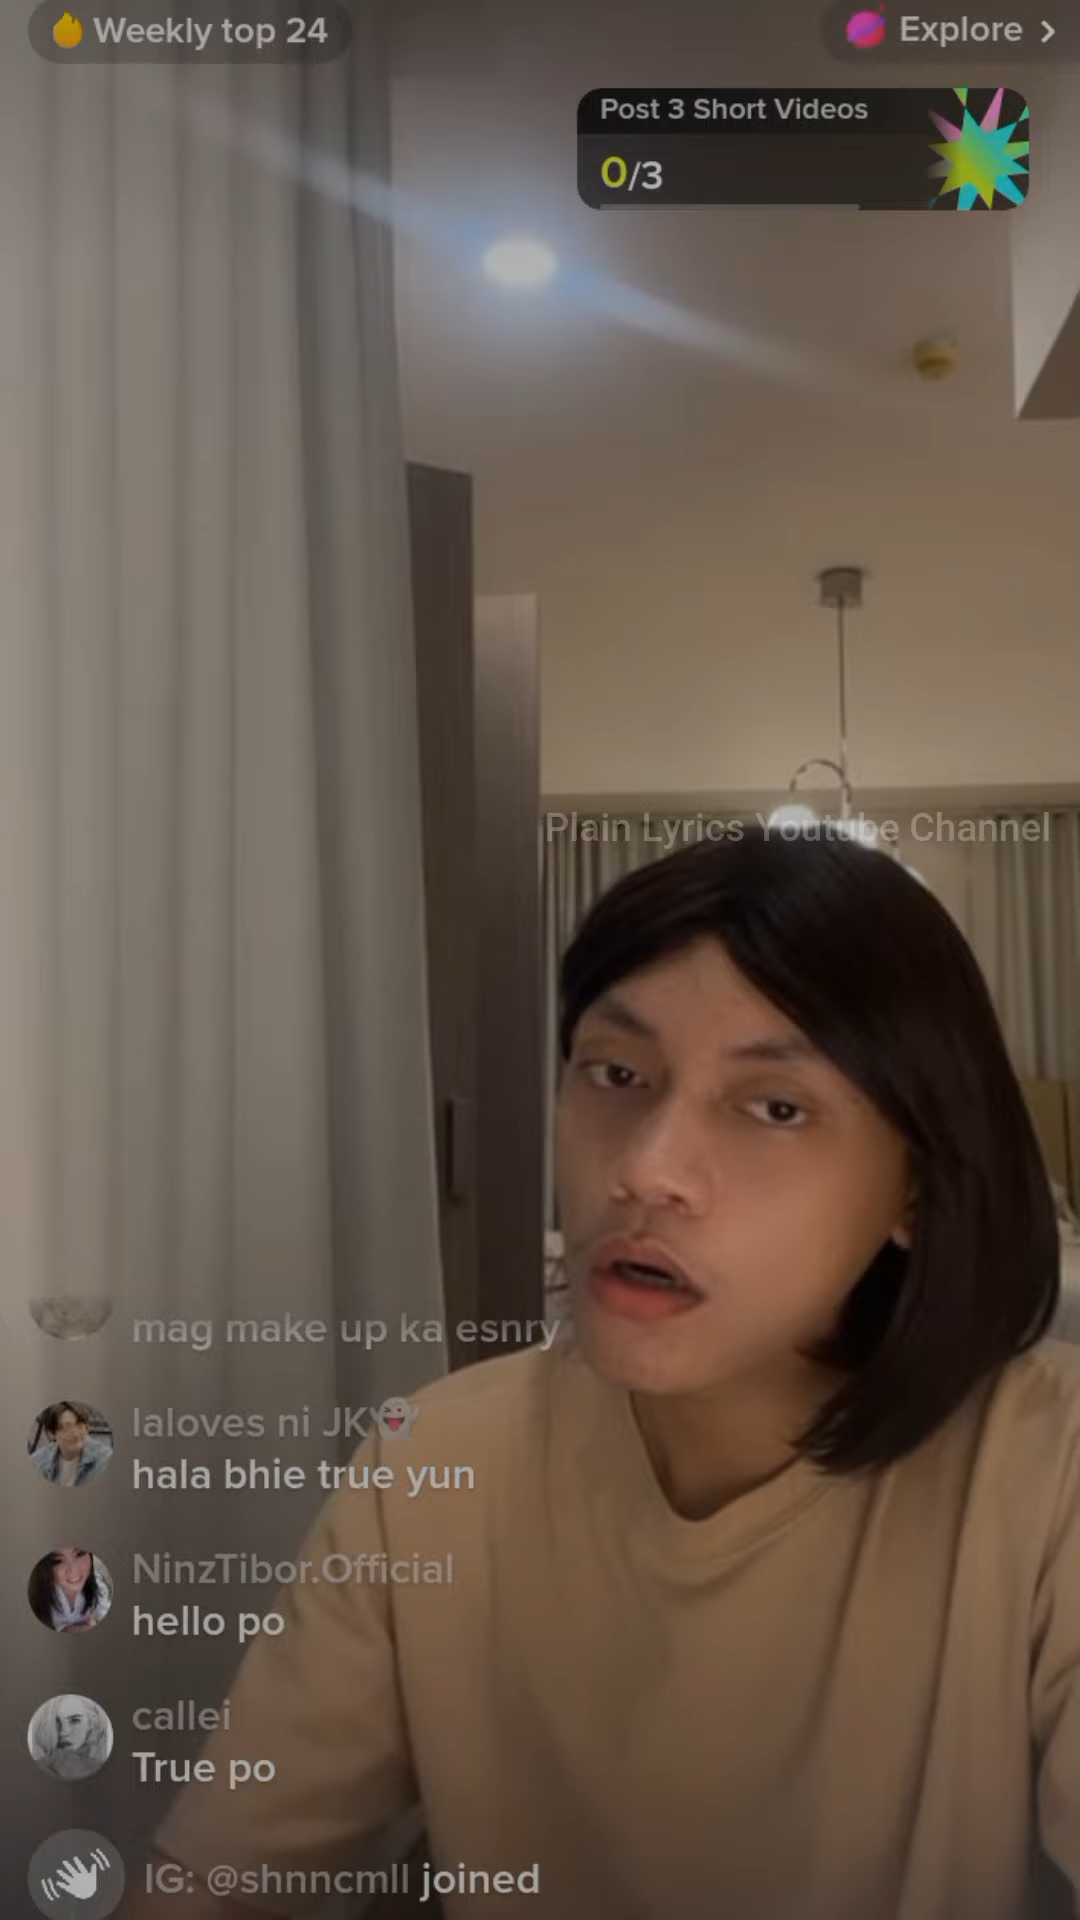 Weekly top 24
Explore >
Post 3 Short Videos
0/3
Plain Lyrics Youtube Channel
mag make up ka esnry
laloves ni JK👻
hala bhie true yun
NinzTibor.Official
hello po
callei
True po
IG: @shnncmll joined